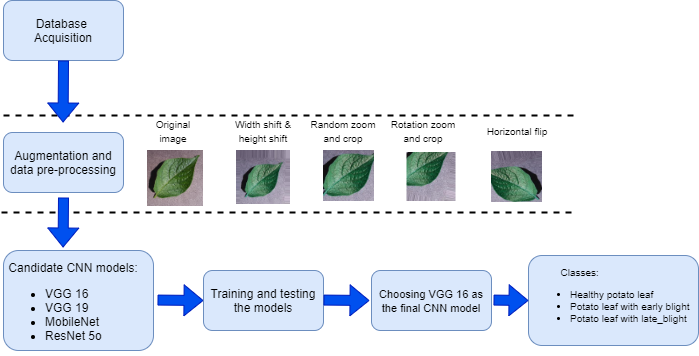 Database
Acquisition
Original
image
Width shift &
height shift
Random zoom
and crop
Rotation zoom
and crop
Horizontal flip
Augmentation and
data pre-processing
Candidate CNN models:
• VGG 16
• VGG 19
• MobileNet
• ResNet 5o
Training and testing
the models
Choosing VGG 16 as
the final CNN model
Classes:
• Healthy potato leaf
• Potato leaf with early blight
• Potato leaf with late_blight